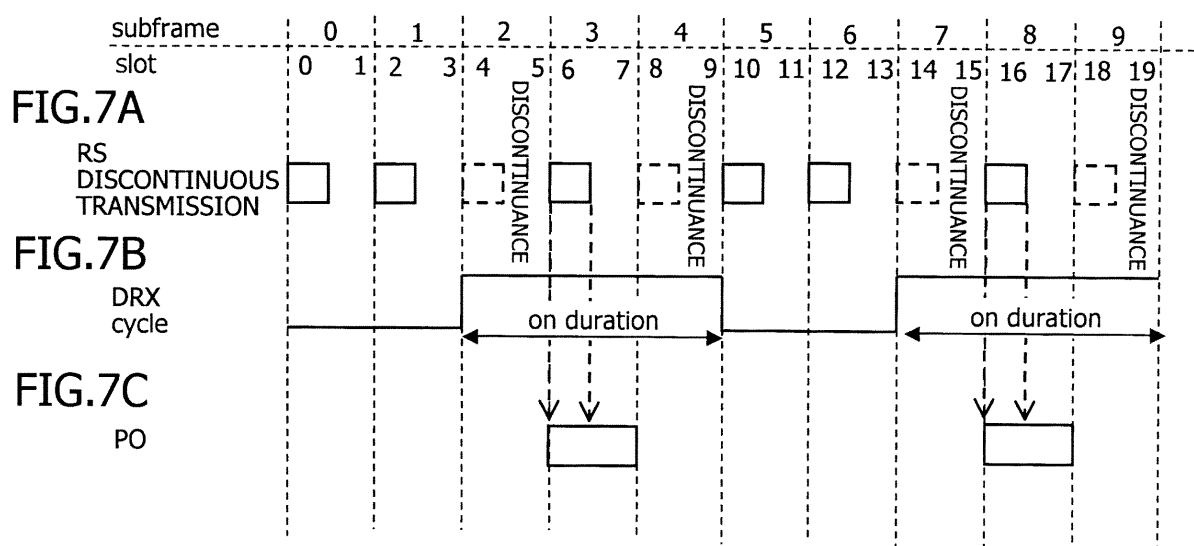 subframe 0 1 2 3 4 5 6 7 8 9
slot 0 1 2 3 4 5 6 7 8 9 10 11 12 13 14 15 16 17 18 19
FIG.7A
RS
DISCONTINUOUS
TRANSMISSION
DISCONTINUANCE
DISCONTINUANCE
DISCONTINUANCE
DISCONTINUANCE
FIG.7B
DRX
cycle
on duration
on duration
FIG.7C
PO